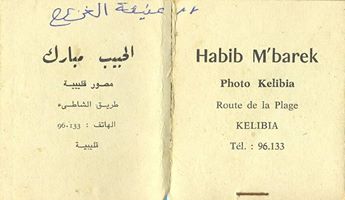 الحبيب مبارك
مصور قليبية
طريق الشاطىء
الهاتف : 96.133
قليبية
Habib M'barek
Photo Kelibia
Route de la Plage
KELIBIA
Tél. : 96.133